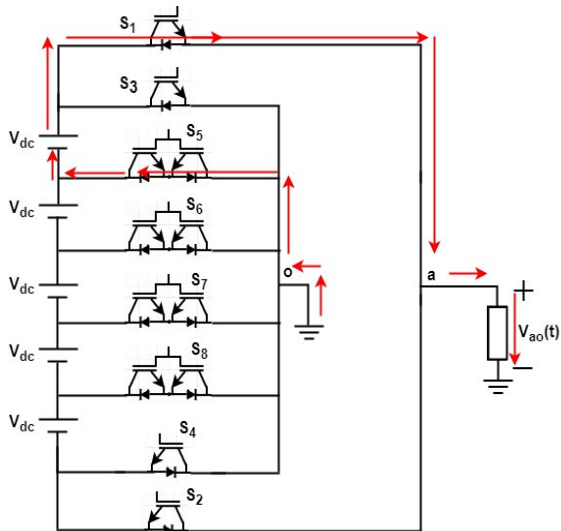 S1
S3
Vdc
S5
Vdc
S6
o
a
+
Vdc
S7
Vao(t)
Vdc
S8
−
Vdc
S4
S2